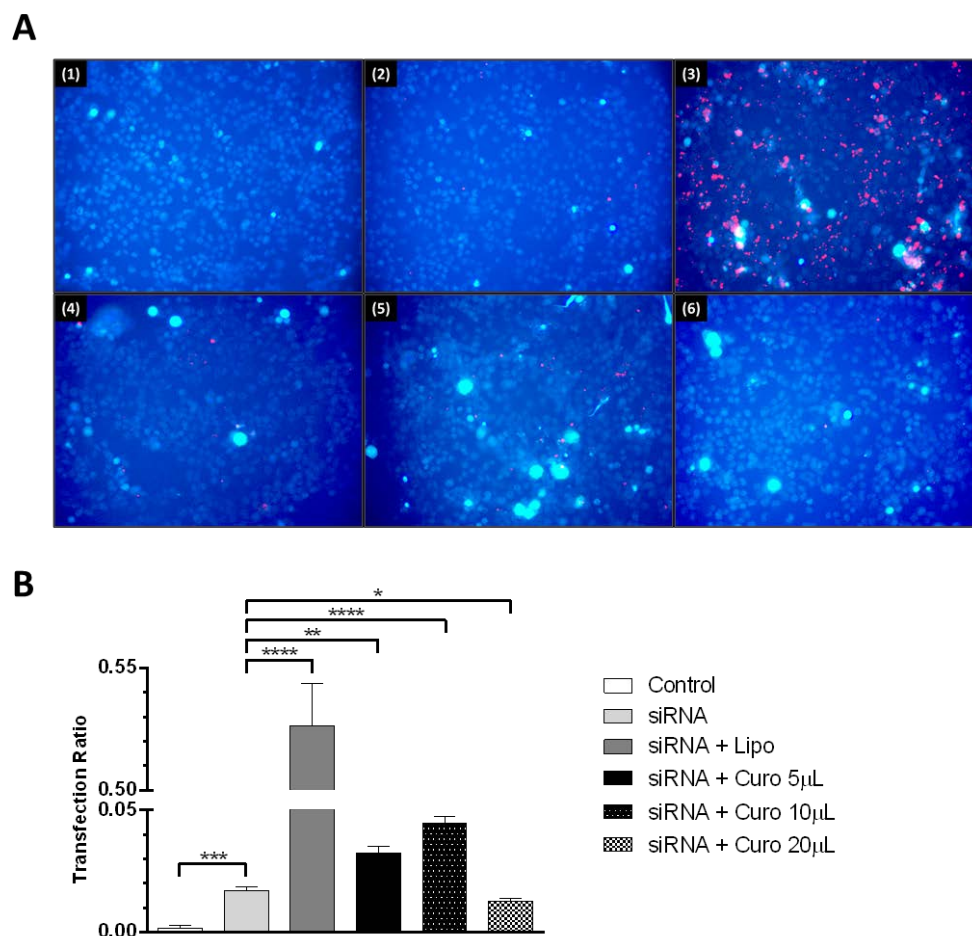 A
(1)
(2)
(3)
(4)
(5)
(6)
B
*
****
**
****
***
0.55
0.50
0.05
0.00
Transfection Ratio
Control
siRNA
siRNA + Lipo
siRNA + Curo 5µL
siRNA + Curo 10µL
siRNA + Curo 20µL